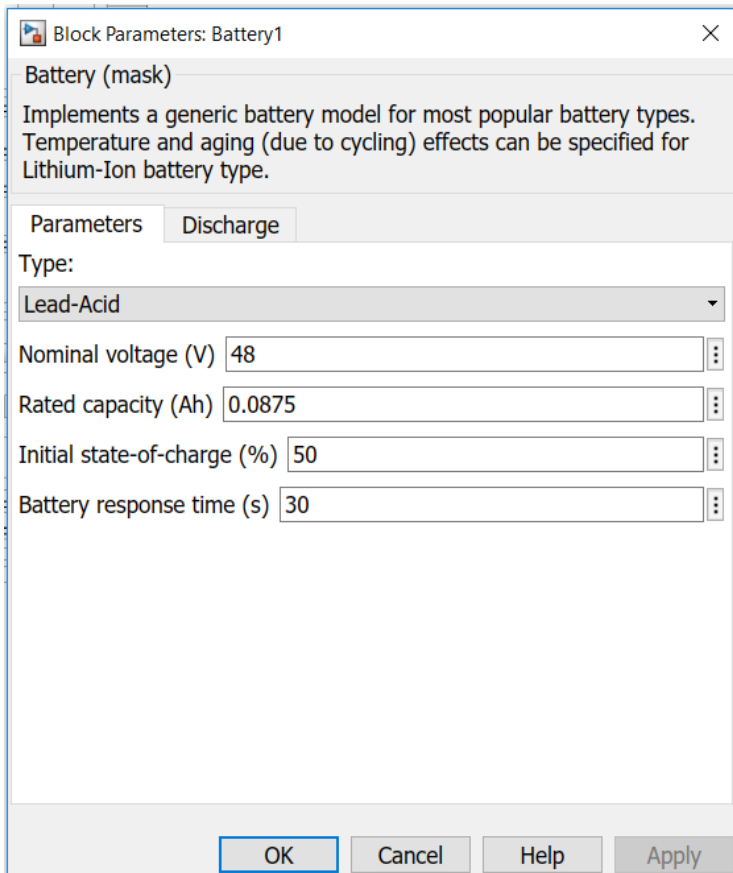 Block Parameters: Battery1
Battery (mask)
Implements a generic battery model for most popular battery types.
Temperature and aging (due to cycling) effects can be specified for
Lithium-Ion battery type.
Parameters Discharge
Type:
Lead-Acid
Nominal voltage (V) 48
Rated capacity (Ah) 0.0875
Initial state-of-charge (%) 50
Battery response time (s) 30
OK Cancel Help Apply